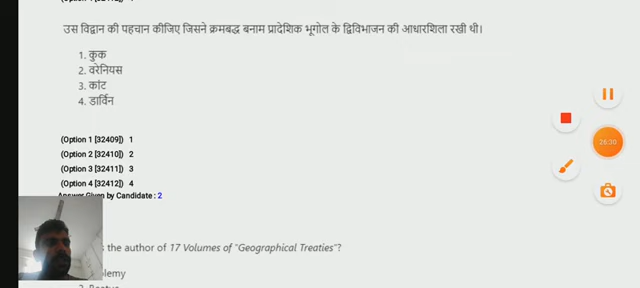 उस विद्वान की पहचान कीजिए जिसने क्रमबद्ध बनाम प्रादेशिक भूगोल के द्विविभाजन की आधारशिला रखी थी।
1. कुक
2. वरेनियस
3. कांट
4. डार्विन
(Option 1 [32409]) 1
(Option 2 [32410]) 2
(Option 3 [32411]) 3
(Option 4 [32412]) 4
Answer Given by Candidate : 2
the author of 17 Volumes of "Geographical Treaties"?
26:30